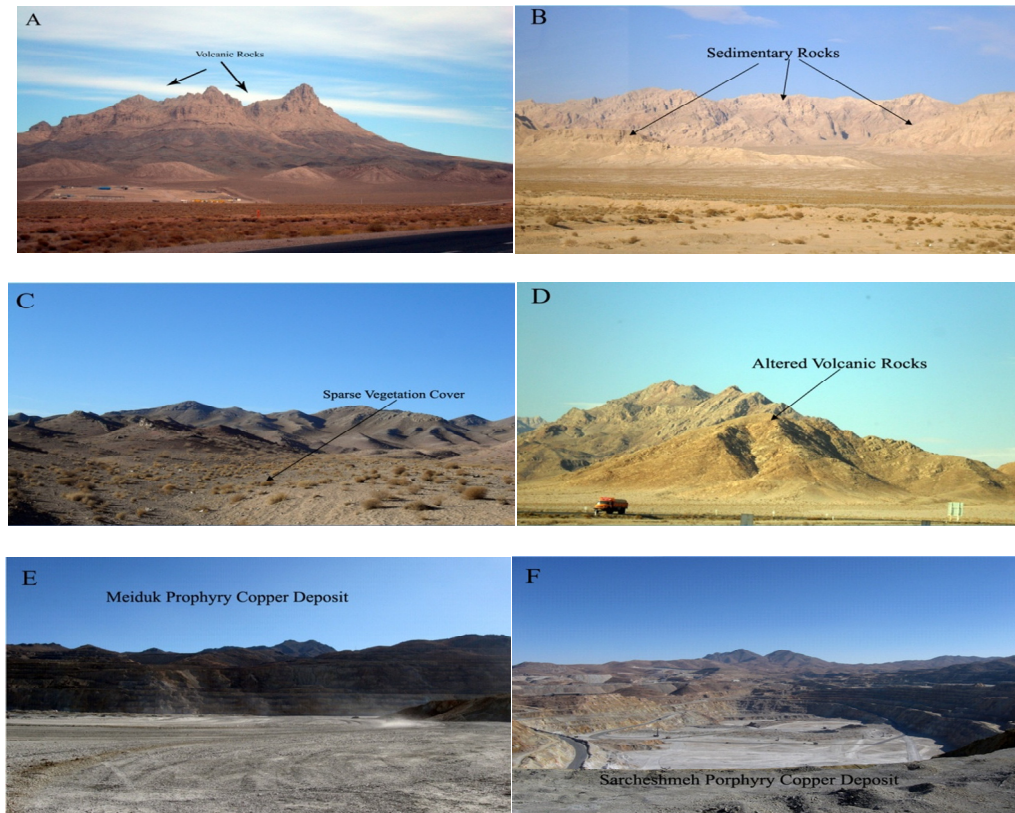 A
Volcanic Rocks
B
Sedimentary Rocks
C
Sparse Vegetation Cover
D
Altered Volcanic Rocks
E
Meiduk Prophyry Copper Deposit
F
Sarcheshmeh Porphyry Copper Deposit